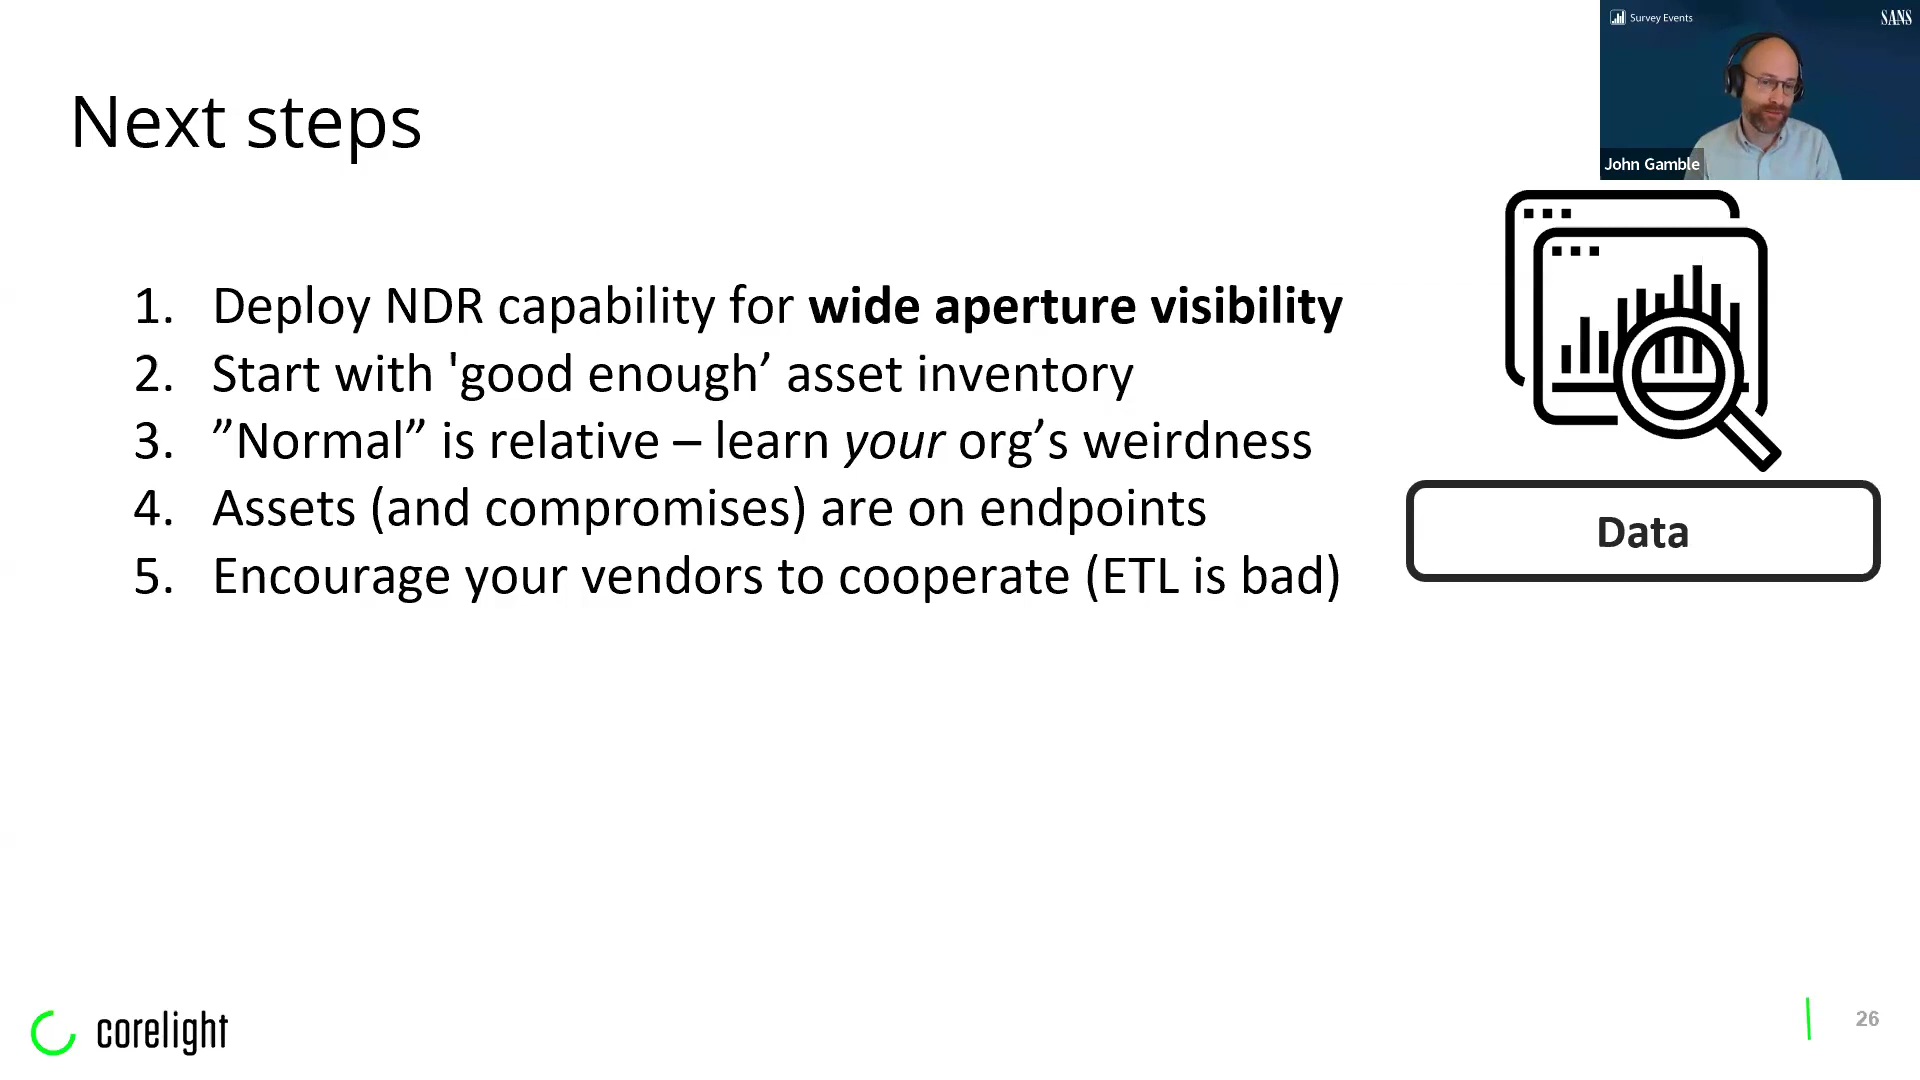 Survey Events
SANS
John Gamble
Next steps
1. Deploy NDR capability for wide aperture visibility
2. Start with 'good enough’ asset inventory
3. ”Normal” is relative – learn your org’s weirdness
4. Assets (and compromises) are on endpoints
5. Encourage your vendors to cooperate (ETL is bad)
Data
corelight
26